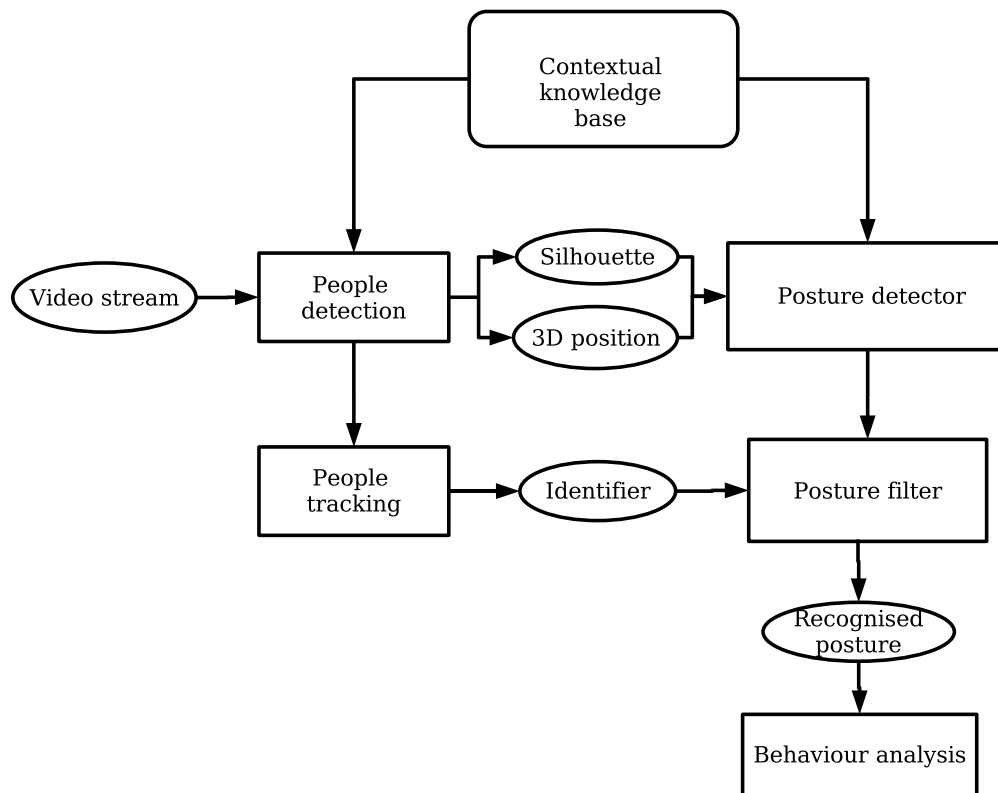 Contextual
knowledge
base
Silhouette
Video stream
People
detection
Posture detector
3D position
People
tracking
Identifier
Posture filter
Recognised
posture
Behaviour analysis